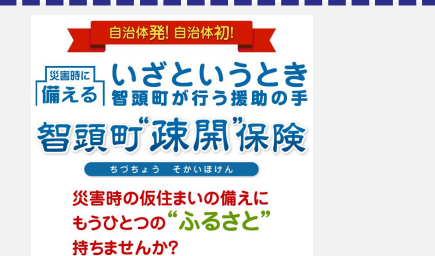 自治体発!自治体初!
災害時に
備える
いざというとき
智頭町が行う援助の手
智頭町“疎開”保険
ちづちょう そかいほけん
災害時の仮住まいの備えに
もうひとつの“ふるさと”
持ちませんか?